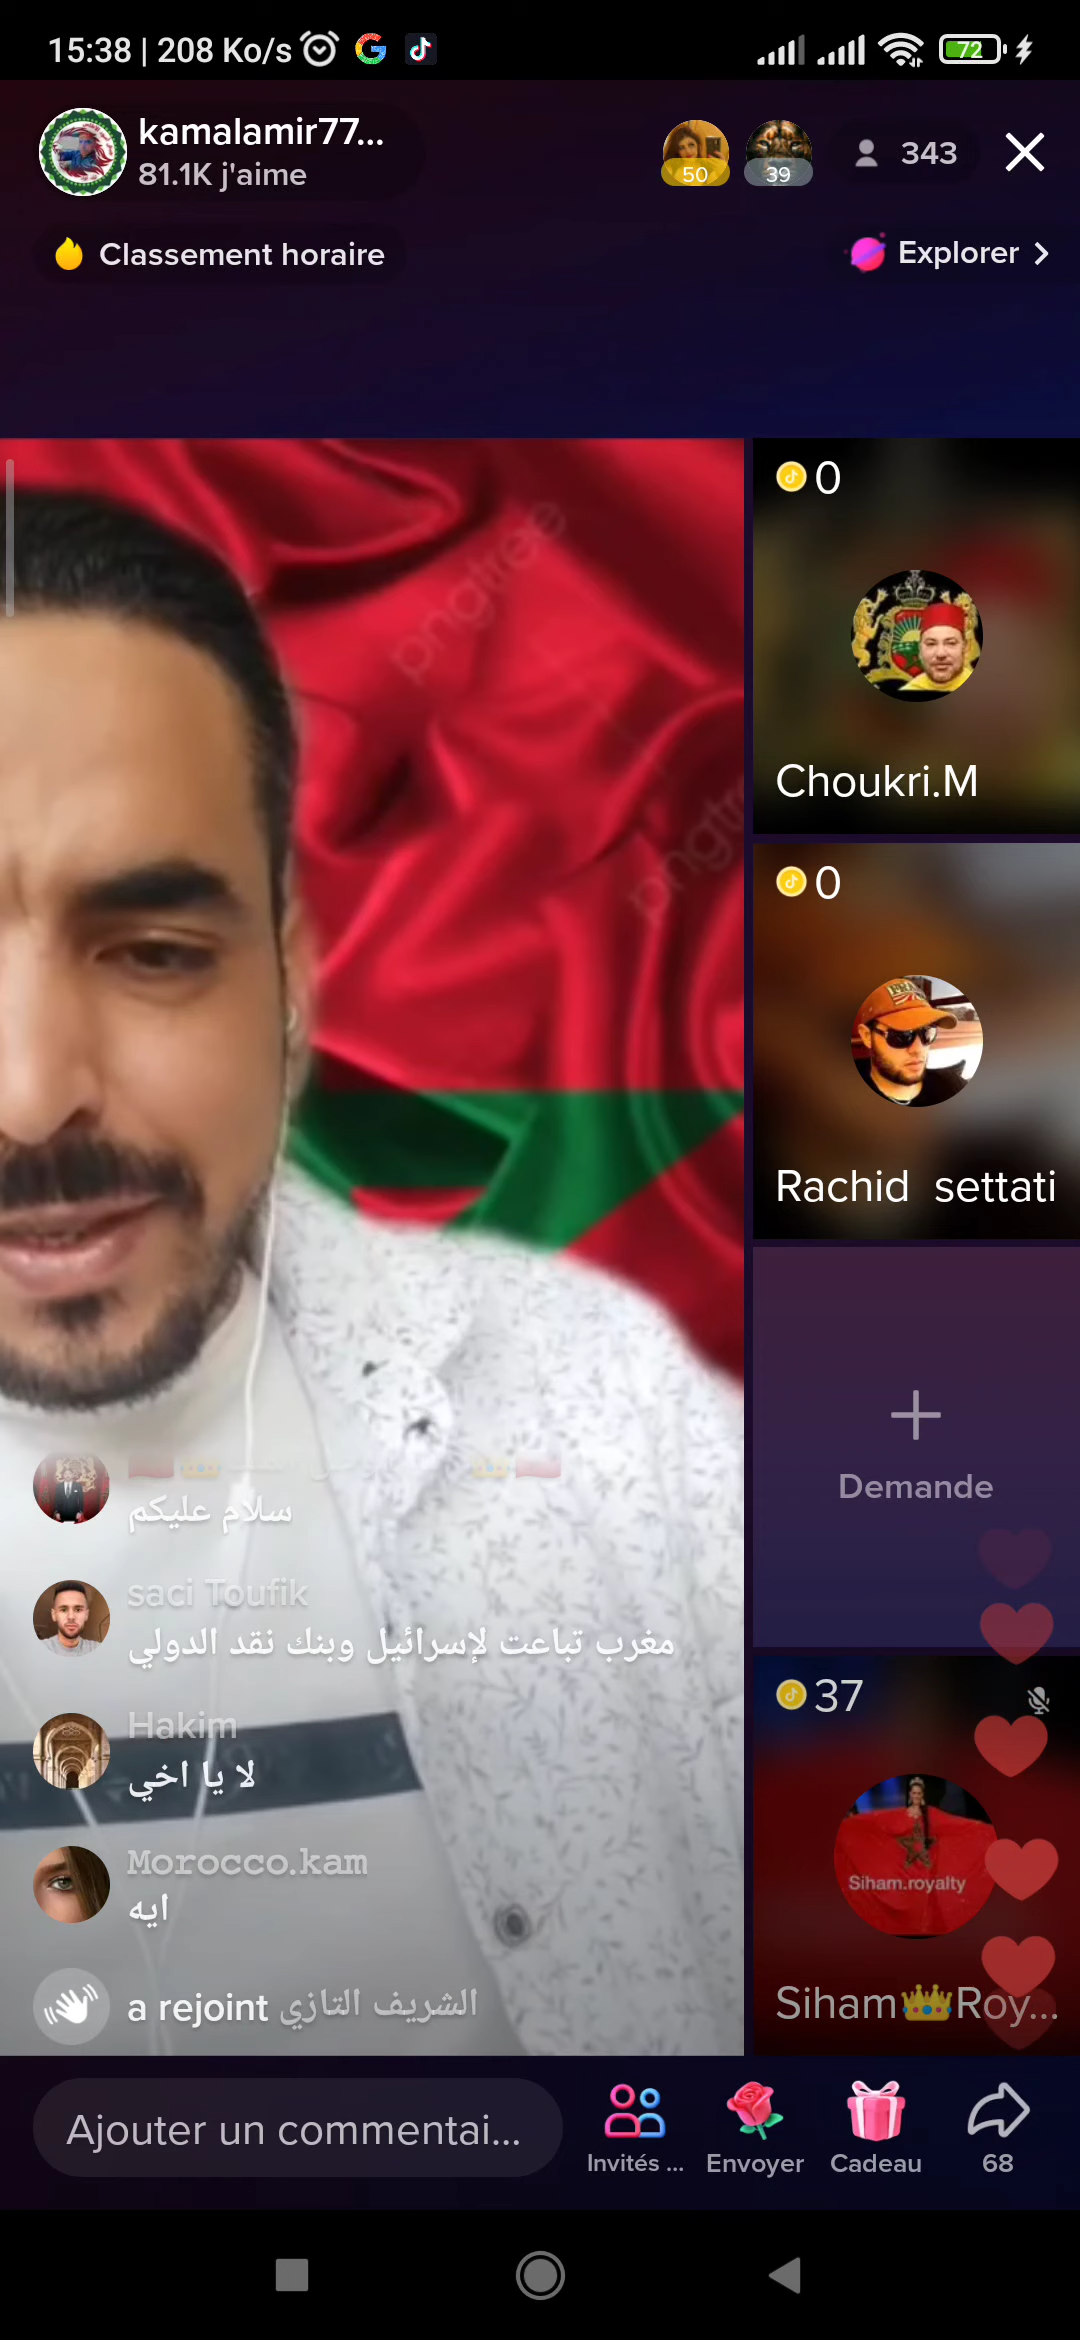 15:38 | 208 Ko/s
72
kamalamir77...
81.1K j'aime
50
39
343
Classement horaire
Explorer
pngtree
0
Choukri.M
0
Rachid settati
Demande
سلام عليكم
saci Toufik
مغرب تباعت لإسرائيل وبنك نقد الدولي
Hakim
لا يا اخي
Morocco.kam
ايه
a rejoint الشريف التازي
37
Siham.royalty
Siham👑Roy...
Ajouter un commentai...
Invités ...
Envoyer
Cadeau
68